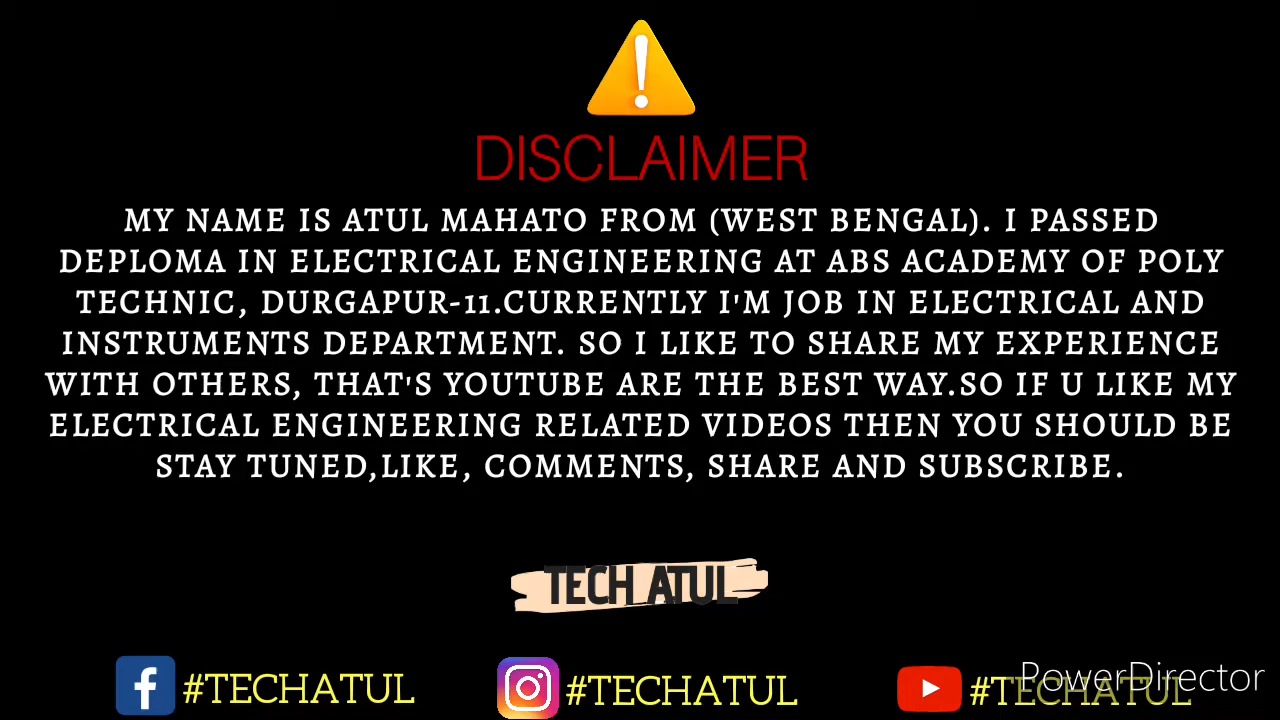 DISCLAIMER
MY NAME IS ATUL MAHATO FROM (WEST BENGAL). I PASSED
DEPLOMA IN ELECTRICAL ENGINEERING AT ABS ACADEMY OF POLY
TECHNIC, DURGAPUR-11.CURRENTLY I'M JOB IN ELECTRICAL AND
INSTRUMENTS DEPARTMENT. SO I LIKE TO SHARE MY EXPERIENCE
WITH OTHERS, THAT'S YOUTUBE ARE THE BEST WAY.SO IF U LIKE MY
ELECTRICAL ENGINEERING RELATED VIDEOS THEN YOU SHOULD BE
STAY TUNED,LIKE, COMMENTS, SHARE AND SUBSCRIBE.
TECH ATUL
#TECHATUL #TECHATUL #TECHATUL
PowerDirector